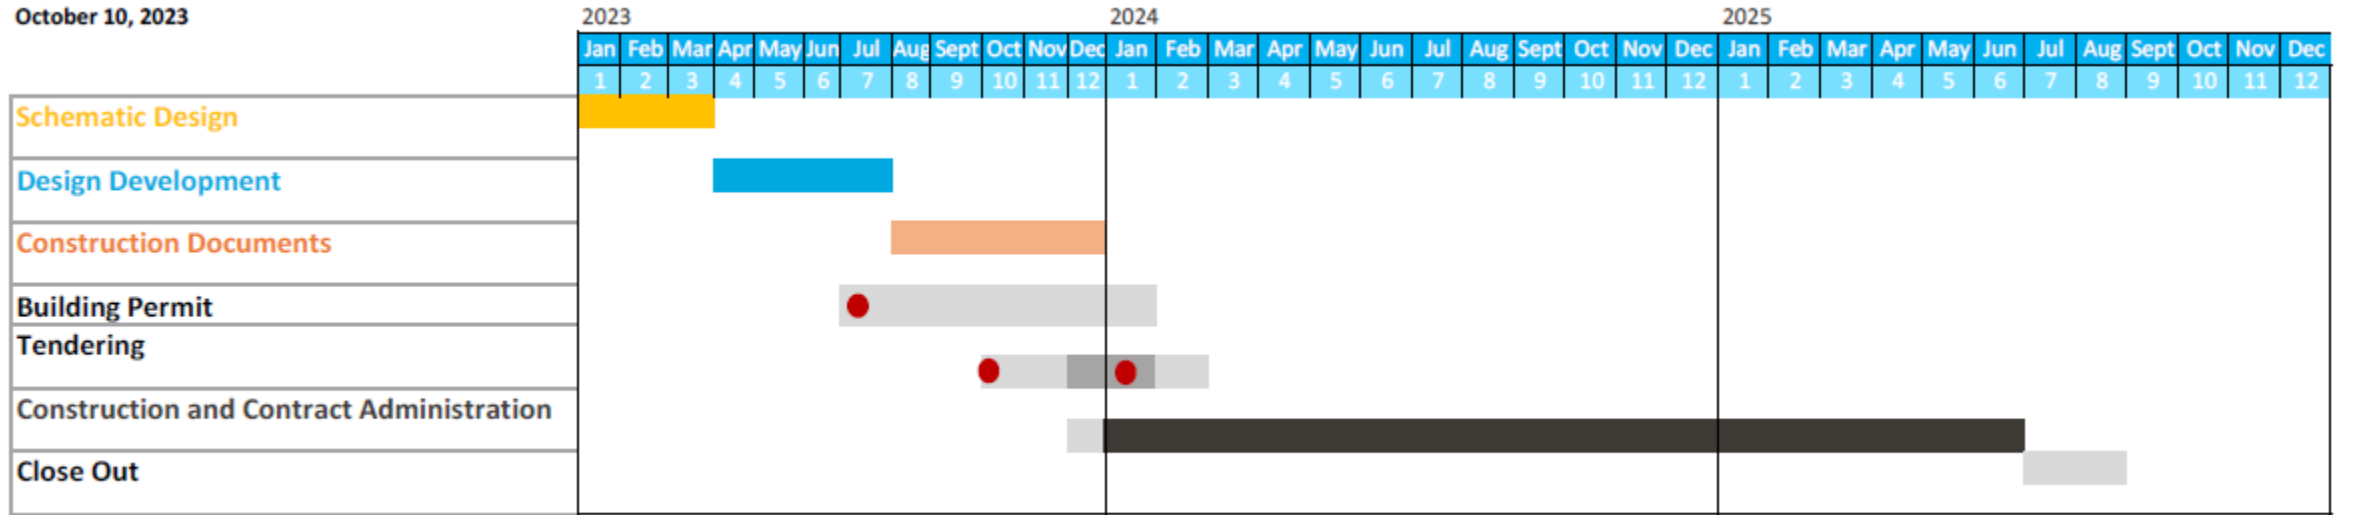 October 10, 2023 2023 2024 2025
Jan Feb Mar Apr May Jun Jul Aug Sept Oct Nov Dec Jan Feb Mar Apr May Jun Jul Aug Sept Oct Nov Dec Jan Feb Mar Apr May Jun Jul Aug Sept Oct Nov Dec
1 2 3 4 5 6 7 8 9 10 11 12 1 2 3 4 5 6 7 8 9 10 11 12 1 2 3 4 5 6 7 8 9 10 11 12
Schematic Design
Design Development
Construction Documents
Building Permit
Tendering
Construction and Contract Administration
Close Out